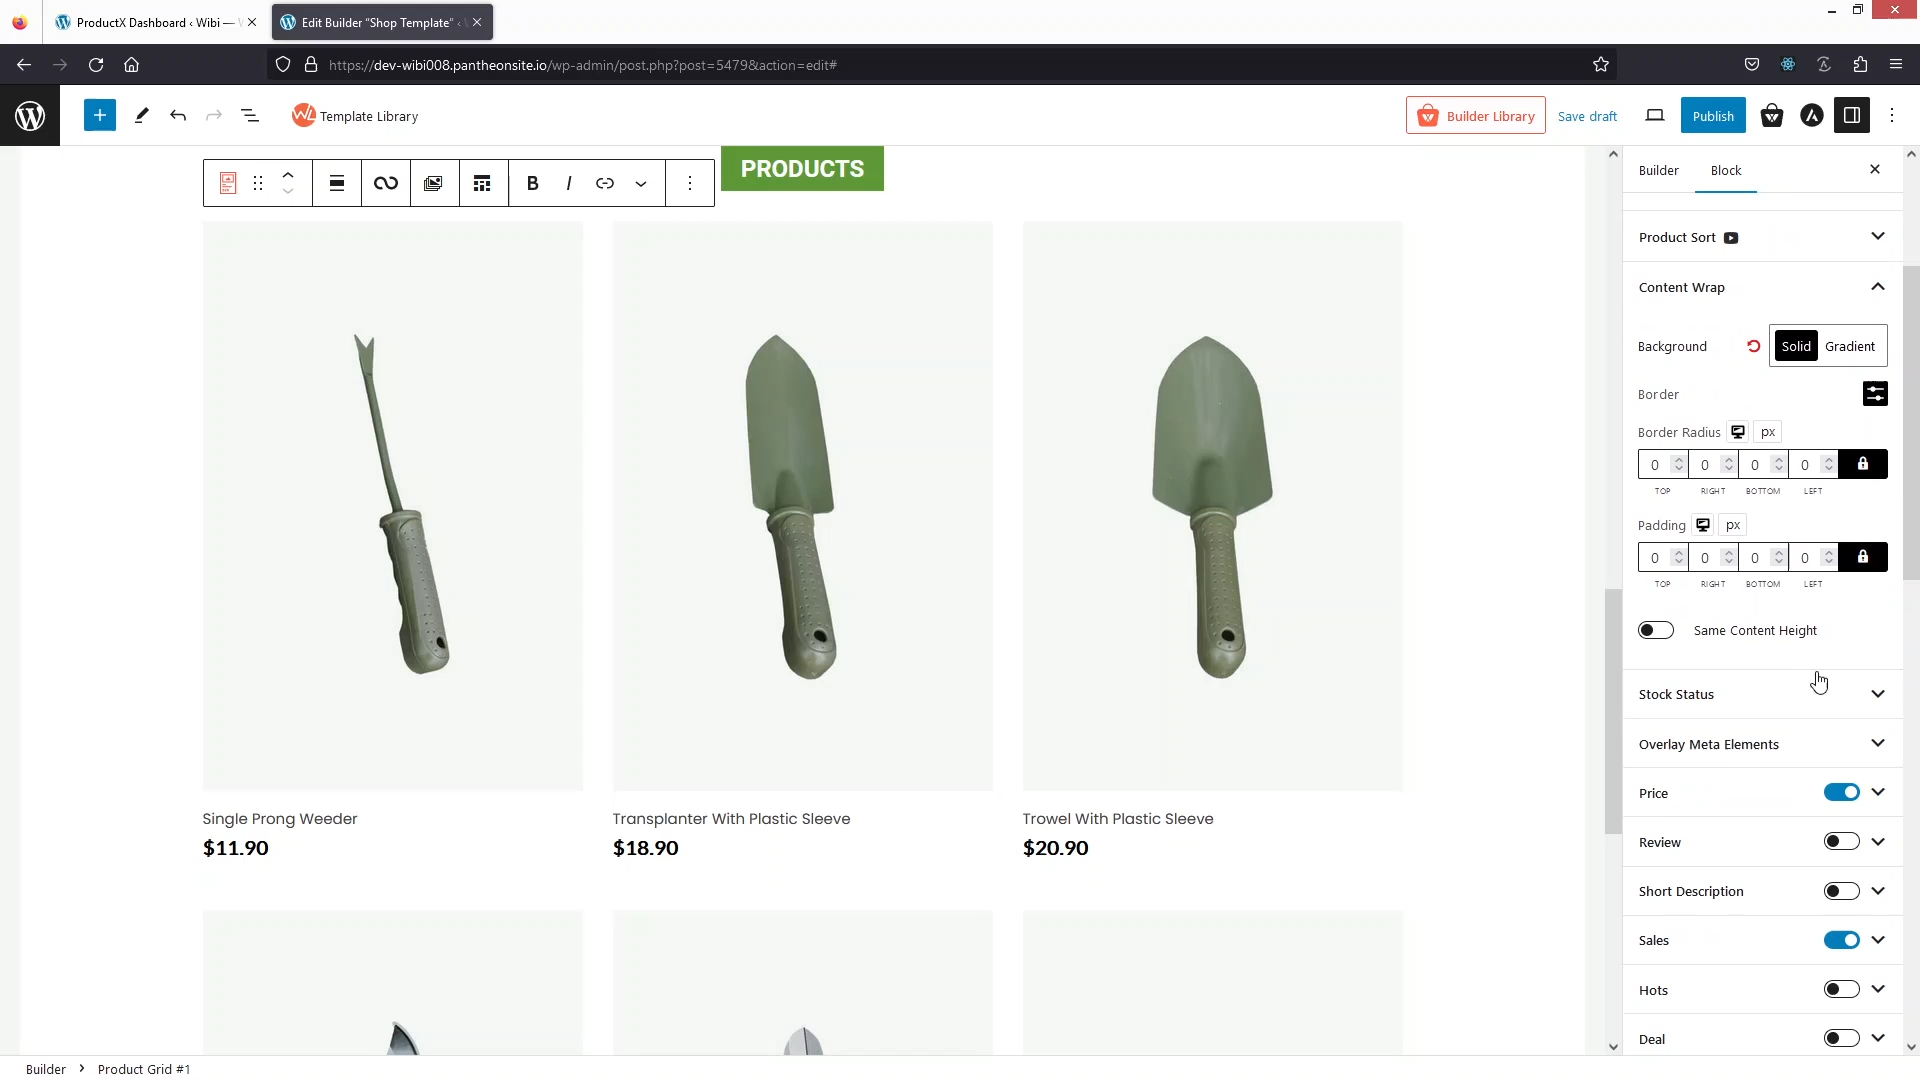 ProductX Dashboard ‹ Wibi —
Edit Builder "Shop Template" ‹
https://dev-wibi008.pantheonsite.io/wp-admin/post.php?post=5479&action=edit#
Template Library
Builder Library
Save draft
Publish
PRODUCTS
B
I
Single Prong Weeder
$11.90
Transplanter With Plastic Sleeve
$18.90
Trowel With Plastic Sleeve
$20.90
Builder
Block
Product Sort
Content Wrap
Background
Solid
Gradient
Border
Border Radius
px
0
0
0
0
TOP
RIGHT
BOTTOM
LEFT
Padding
px
0
0
0
0
TOP
RIGHT
BOTTOM
LEFT
Same Content Height
Stock Status
Overlay Meta Elements
Price
Review
Short Description
Sales
Hots
Deal
Builder
Product Grid #1